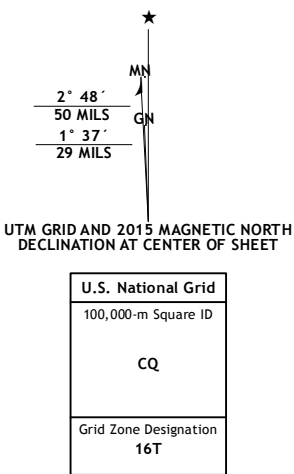 ★
MN
2° 48´
50 MILS
GN
1° 37´
29 MILS
UTM GRID AND 2015 MAGNETIC NORTH
DECLINATION AT CENTER OF SHEET
U.S. National Grid
100,000-m Square ID
CQ
Grid Zone Designation
16T